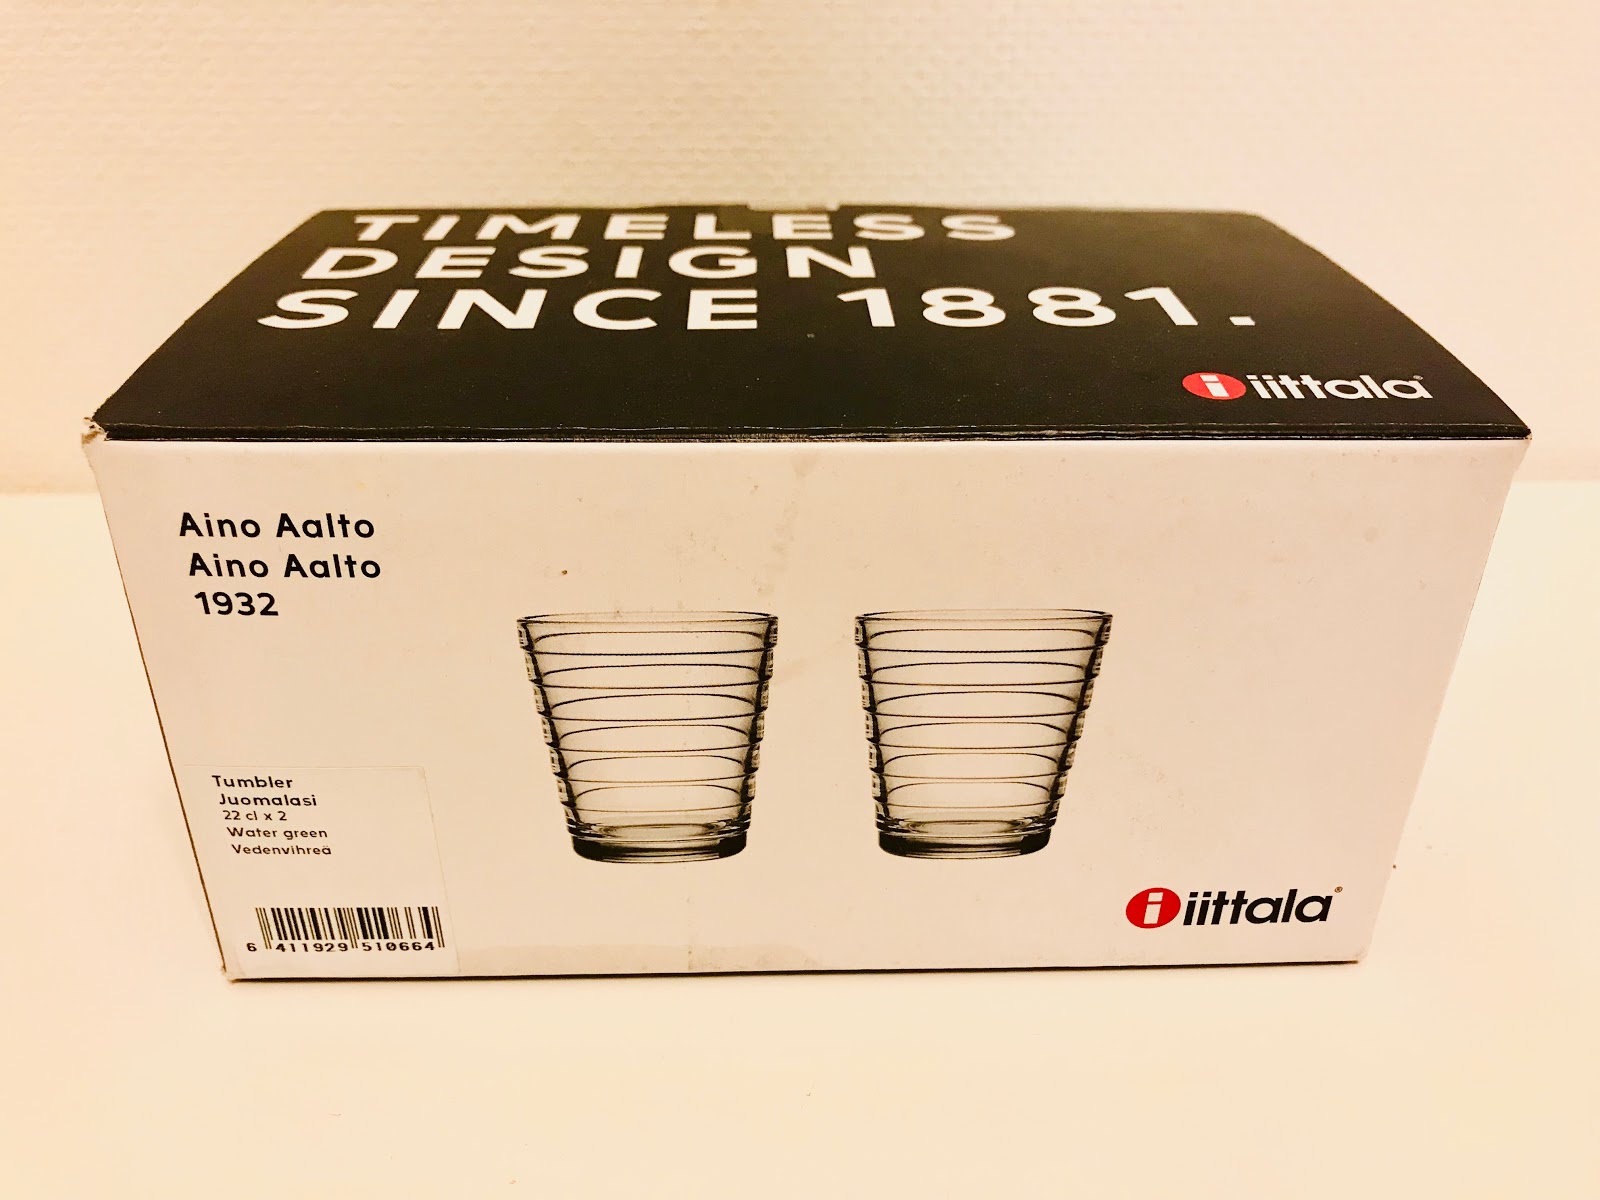 TIMELESS
DESIGN
SINCE 1881.
i iittala®
Aino Aalto
Aino Aalto
1932
Tumbler
Juomalasi
22 cl x 2
Water green
Vedenvihreä
6 411929 510664
i iittala®